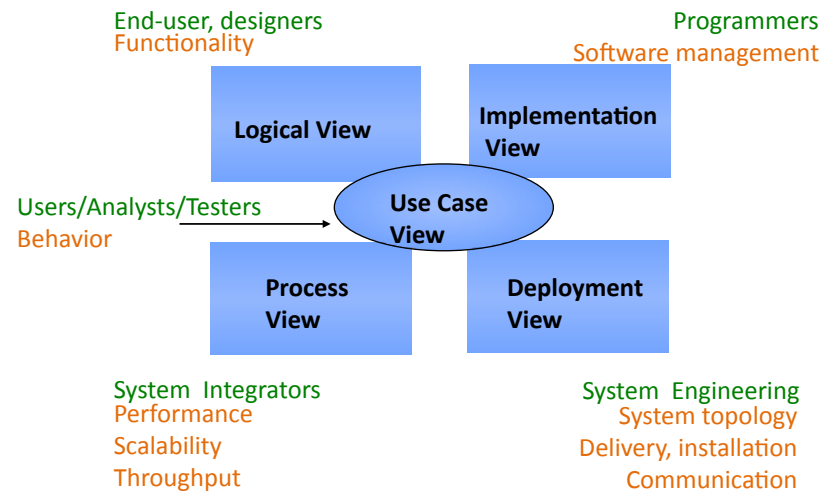 End-user, designers
Functionality
Programmers
Software management
Logical View
Implementation
View
Users/Analysts/Testers
Behavior
Use Case
View
Process
View
Deployment
View
System Integrators
Performance
Scalability
Throughput
System Engineering
System topology
Delivery, installation
Communication